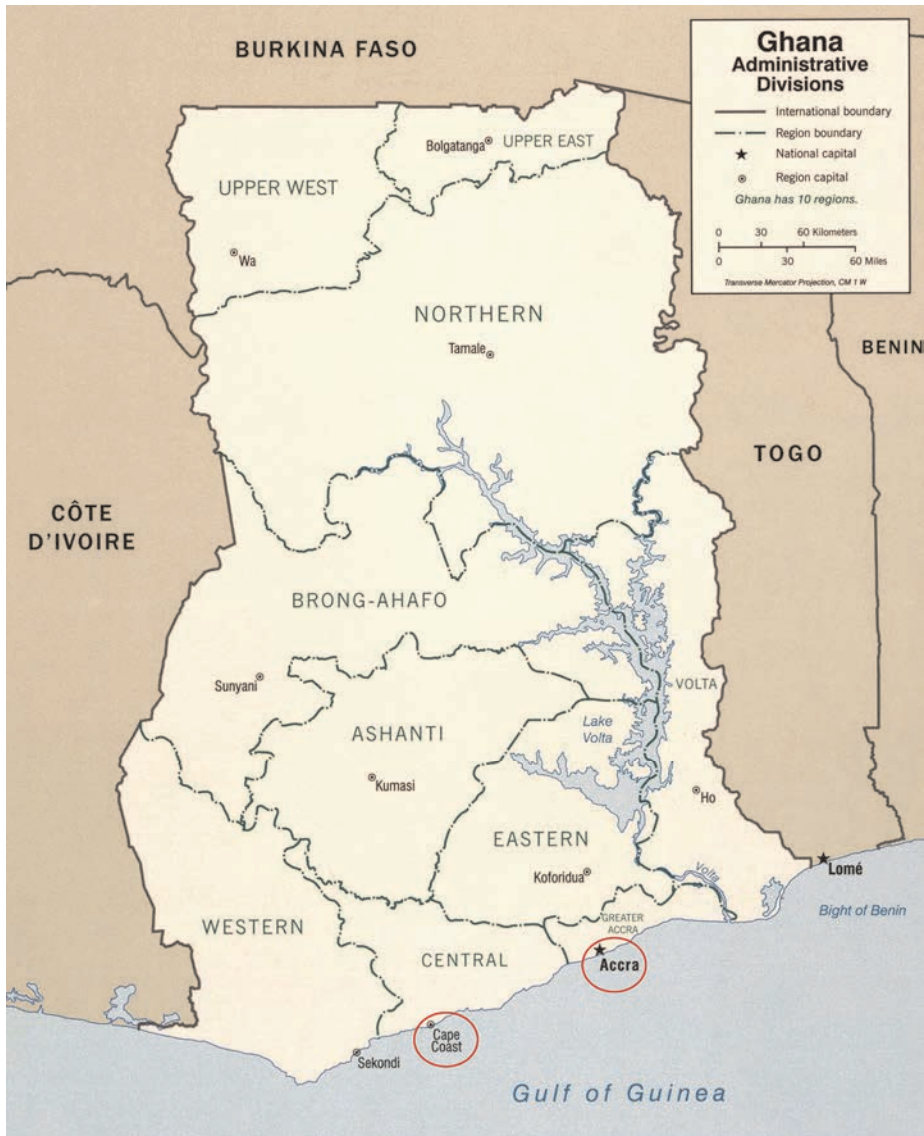 BURKINA FASO
Ghana
Administrative
Divisions
International boundary
Region boundary
National capital
Region capital
Ghana has 10 regions.
0 30 60 Kilometers
0 30 60 Miles
Transverse Mercator Projection, CM 1 W
Bolgatanga
UPPER EAST
UPPER WEST
Wa
NORTHERN
Tamale
BENIN
TOGO
CÔTE
D'IVOIRE
BRONG-AHAFO
Sunyani
VOLTA
ASHANTI
Lake
Volta
Kumasi
Ho
EASTERN
Koforidua
Volta
Lomé
Bight of Benin
WESTERN
GREATER
ACCRA
CENTRAL
Accra
Cape
Coast
Sekondi
Gulf of Guinea